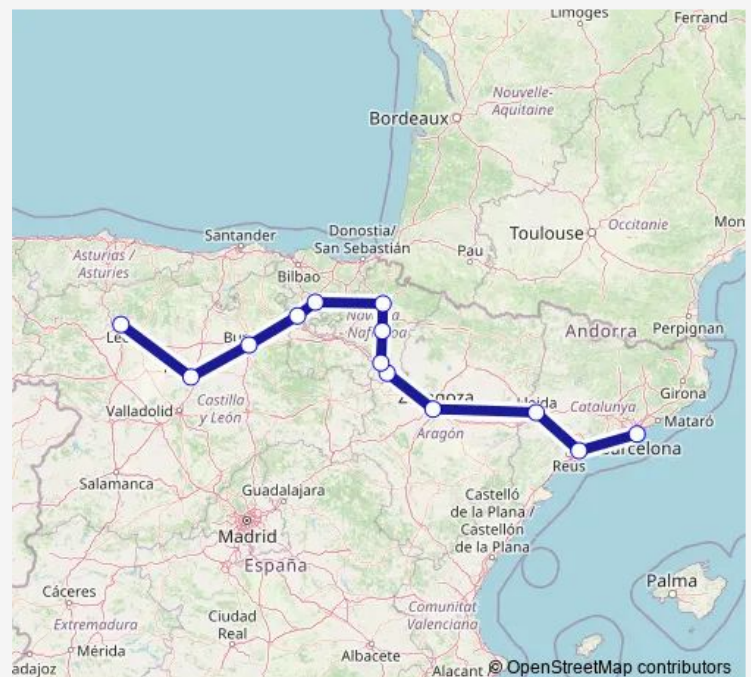 Limoges
Ferrand
Nouvelle-
Aquitaine
Bordeaux
Donostia/
San Sebastián
Santander
Toulouse
Occitanie
Mon
Asturias /
Asturies
Pau
Bilbao
Andorra
Perpignan
Valladolid
Castilla
y León
Catalunya
Girona
Mataró
Aragón
Reus
Salamanca
Guadalajara
Castelló
de la Plana /
Castellón
de la Plana
Madrid
España
Palma
Cáceres
Extremadura
Ciudad
Real
Comunitat
Valenciana
Mérida
Albacete
adajoz
Alacant
© OpenStreetMap contributors